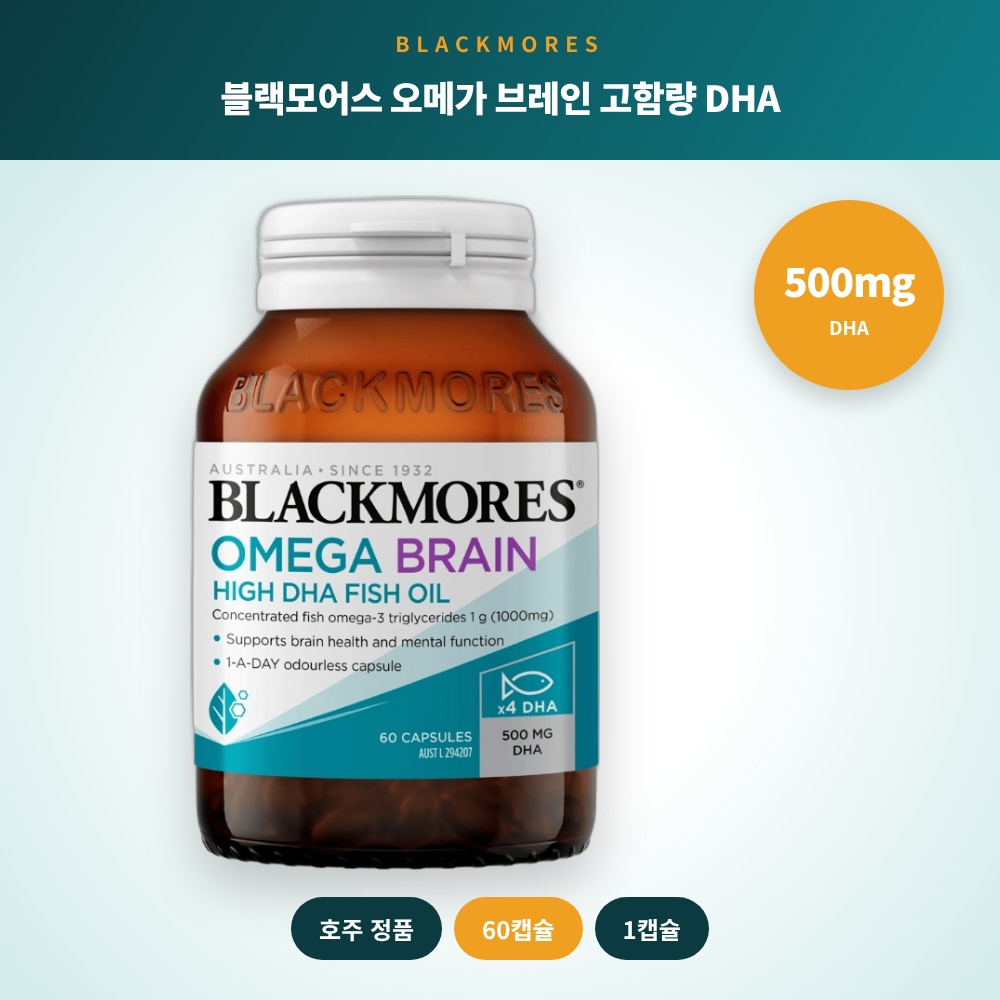 BLACKMORES
블랙모어스 오메가 브레인 고함량 DHA
500mg
DHA
BLACKMORES
AUSTRALIA • SINCE 1932
BLACKMORES®
OMEGA BRAIN
HIGH DHA FISH OIL
Concentrated fish omega-3 triglycerides 1 g (1000mg)
• Supports brain health and mental function
• 1-A-DAY odourless capsule
x4 DHA
60 CAPSULES
AUST L 294207
500 MG
DHA
호주 정품
60캡슐
1캡슐